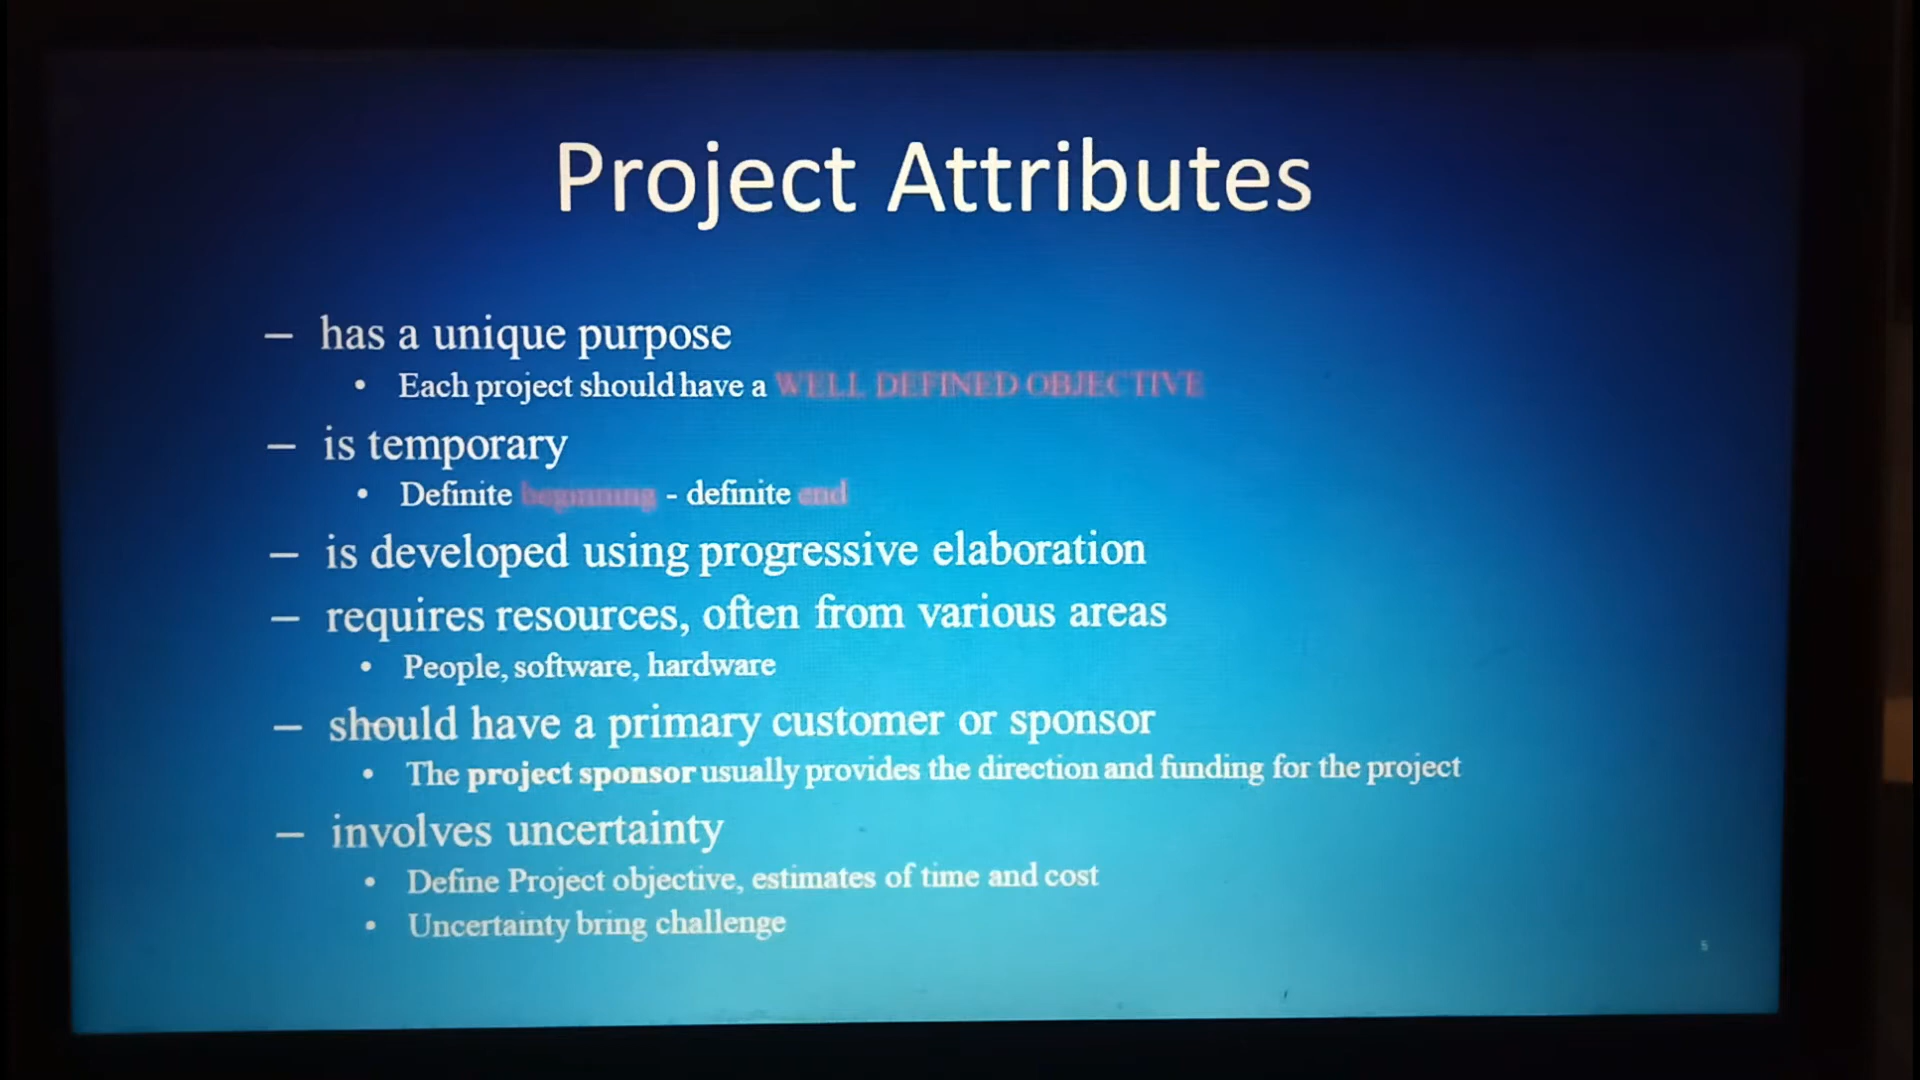 Project Attributes
– has a unique purpose
• Each project should have a WELL DEFINED OBJECTIVE
– is temporary
• Definite beginning - definite end
– is developed using progressive elaboration
– requires resources, often from various areas
• People, software, hardware
– should have a primary customer or sponsor
• The project sponsor usually provides the direction and funding for the project
– involves uncertainty
• Define Project objective, estimates of time and cost
• Uncertainty bring challenge
5